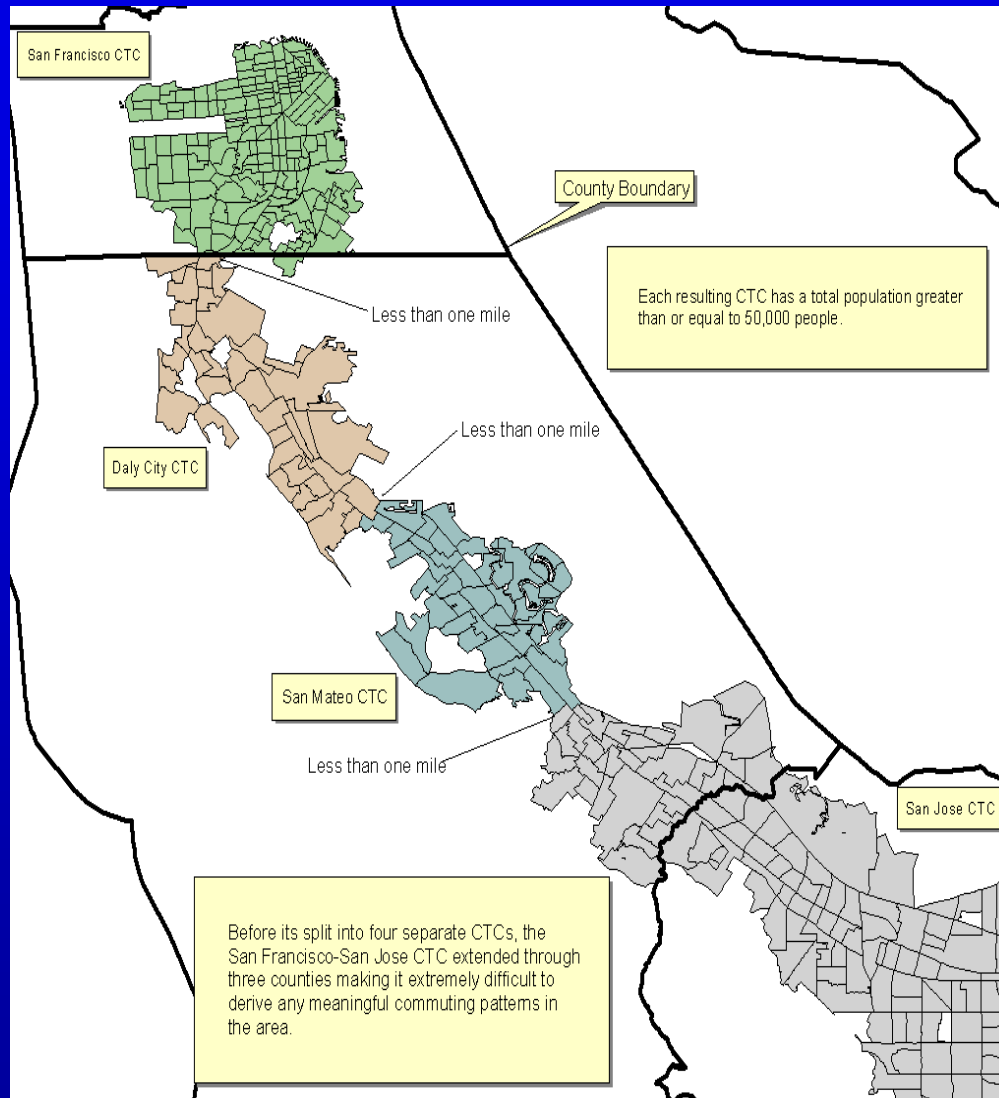 San Francisco CTC
County Boundary
Each resulting CTC has a total population greater
than or equal to 50,000 people.
Less than one mile
Less than one mile
Daly City CTC
San Mateo CTC
Less than one mile
San Jose CTC
Before its split into four separate CTCs, the
San Francisco-San Jose CTC extended through
three counties making it extremely difficult to
derive any meaningful commuting patterns in
the area.